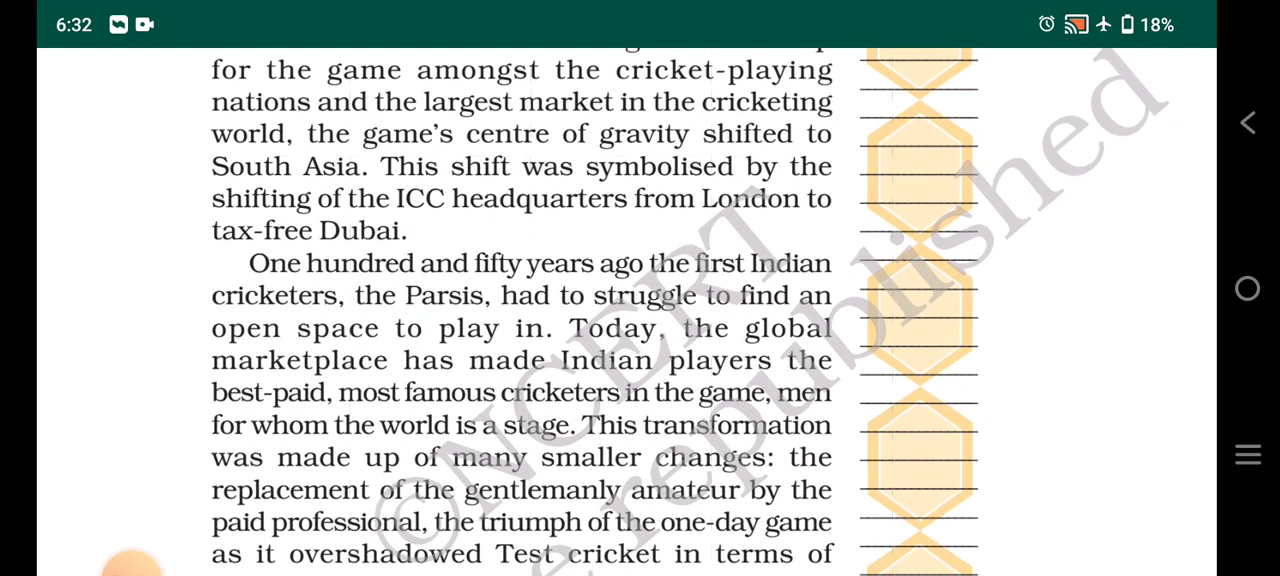 6:32
18%
for the game amongst the cricket-playing
nations and the largest market in the cricketing
world, the game's centre of gravity shifted to
South Asia. This shift was symbolised by the
shifting of the ICC headquarters from London to
tax-free Dubai.
One hundred and fifty years ago the first Indian
cricketers, the Parsis, had to struggle to find an
open space to play in. Today, the global
marketplace has made Indian players the
best-paid, most famous cricketers in the game, men
for whom the world is a stage. This transformation
was made up of many smaller changes: the
replacement of the gentlemanly amateur by the
paid professional, the triumph of the one-day game
as it overshadowed Test cricket in terms of
©NCERT
republished